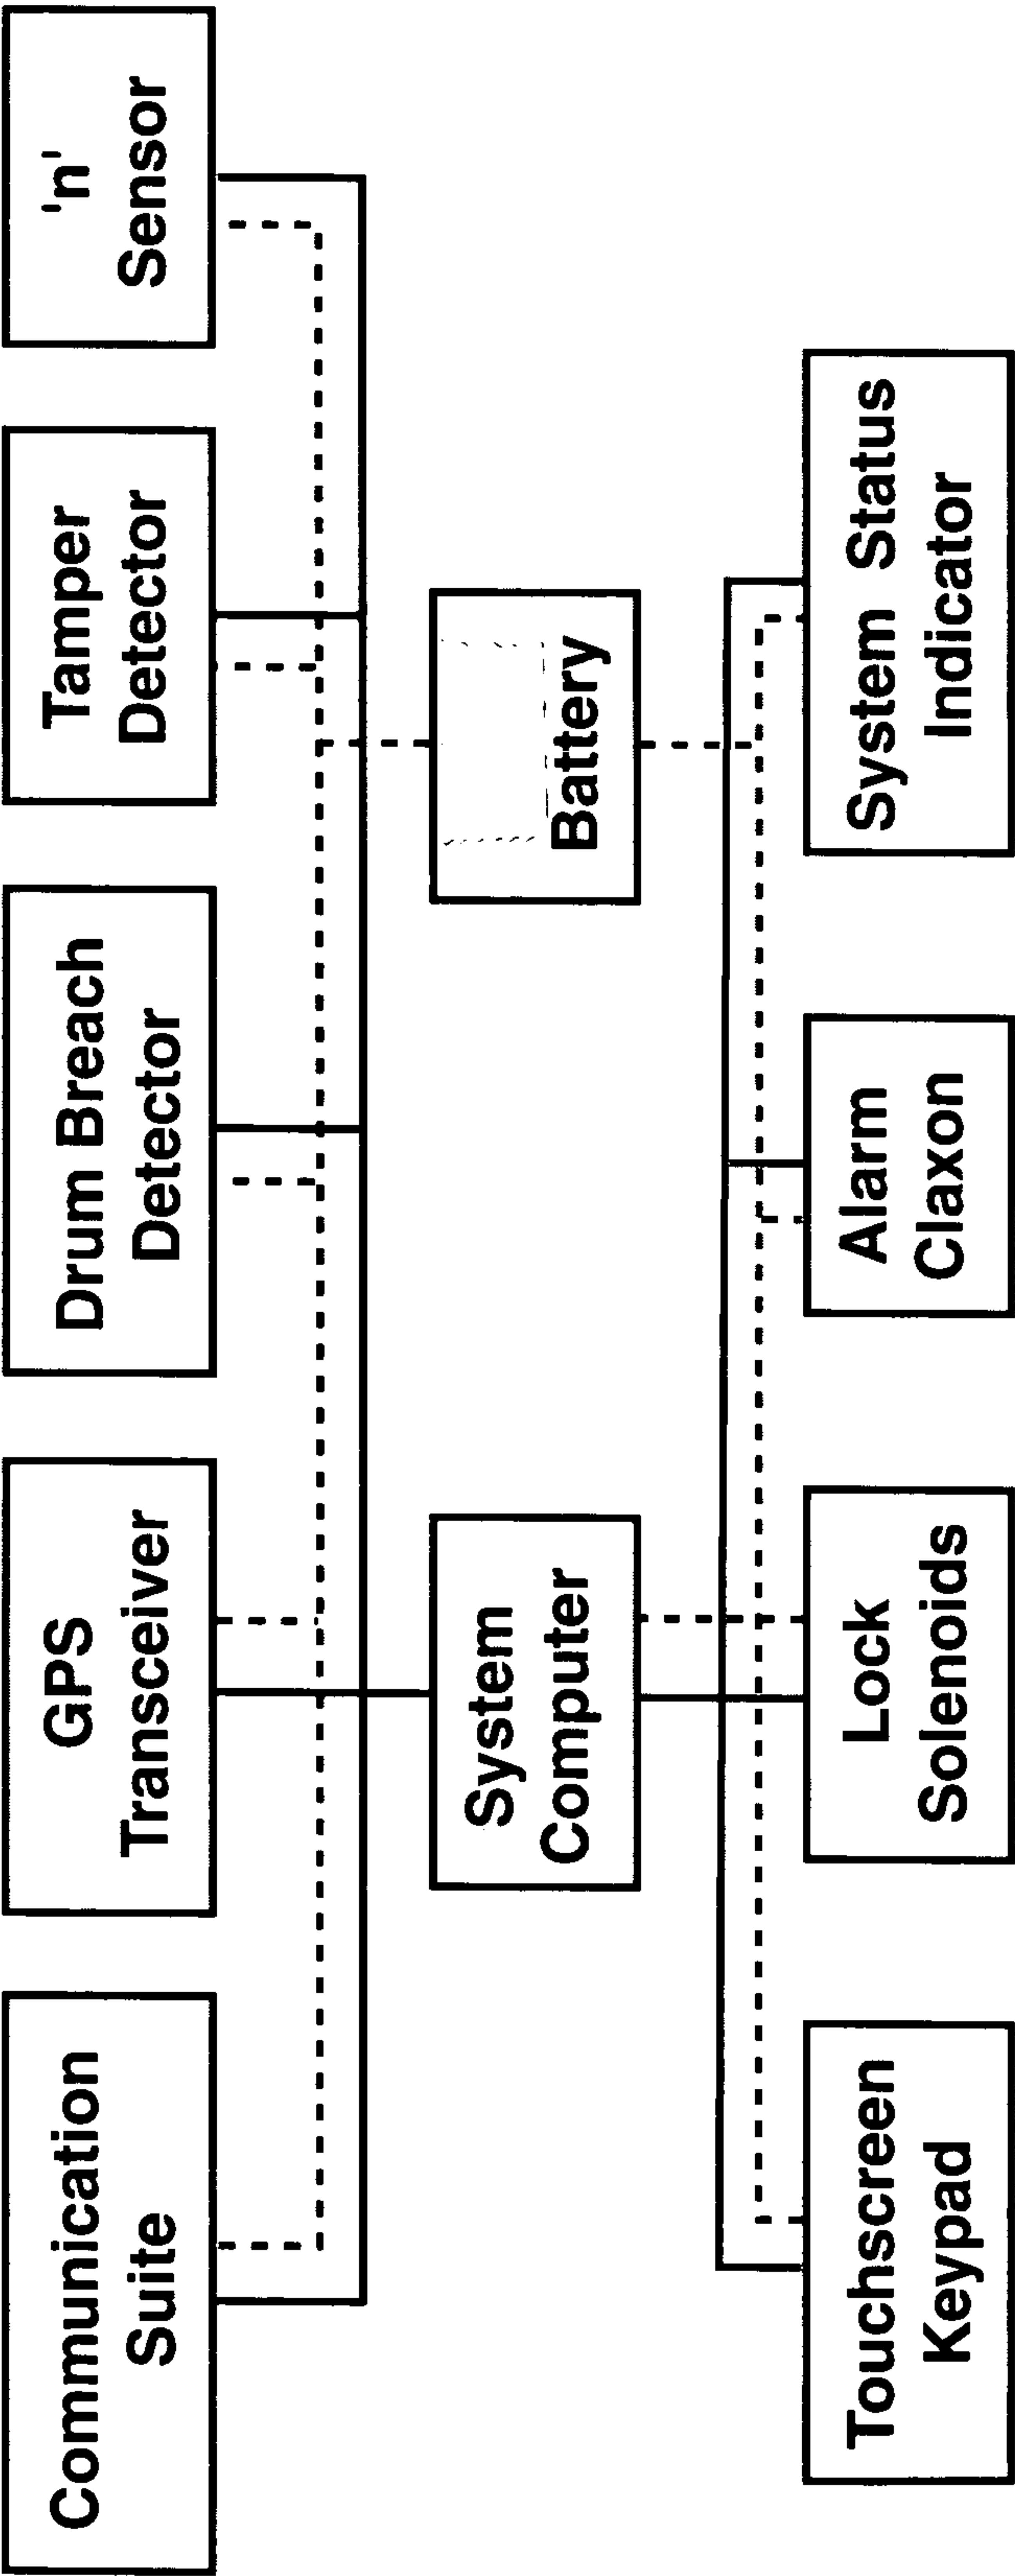 Communication
Suite
GPS
Transceiver
Drum Breach
Detector
Tamper
Detector
'n'
Sensor
System
Computer
Battery
Touchscreen
Keypad
Lock
Solenoids
Alarm
Claxon
System Status
Indicator